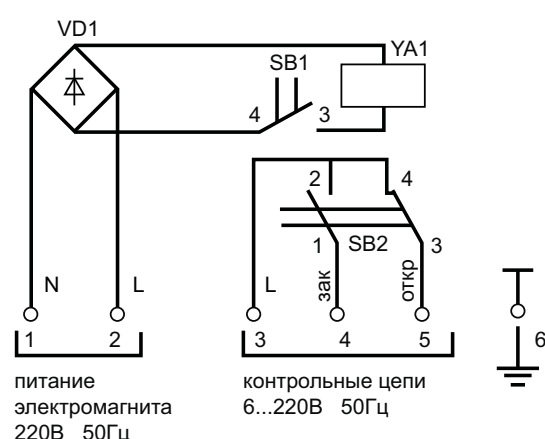 VD1
YA1
SB1
4 3
2 4
1 SB2 3
N L L зак откр
1 2 3 4 5 6
питание
электромагнита
220В 50Гц
контрольные цепи
6...220В 50Гц